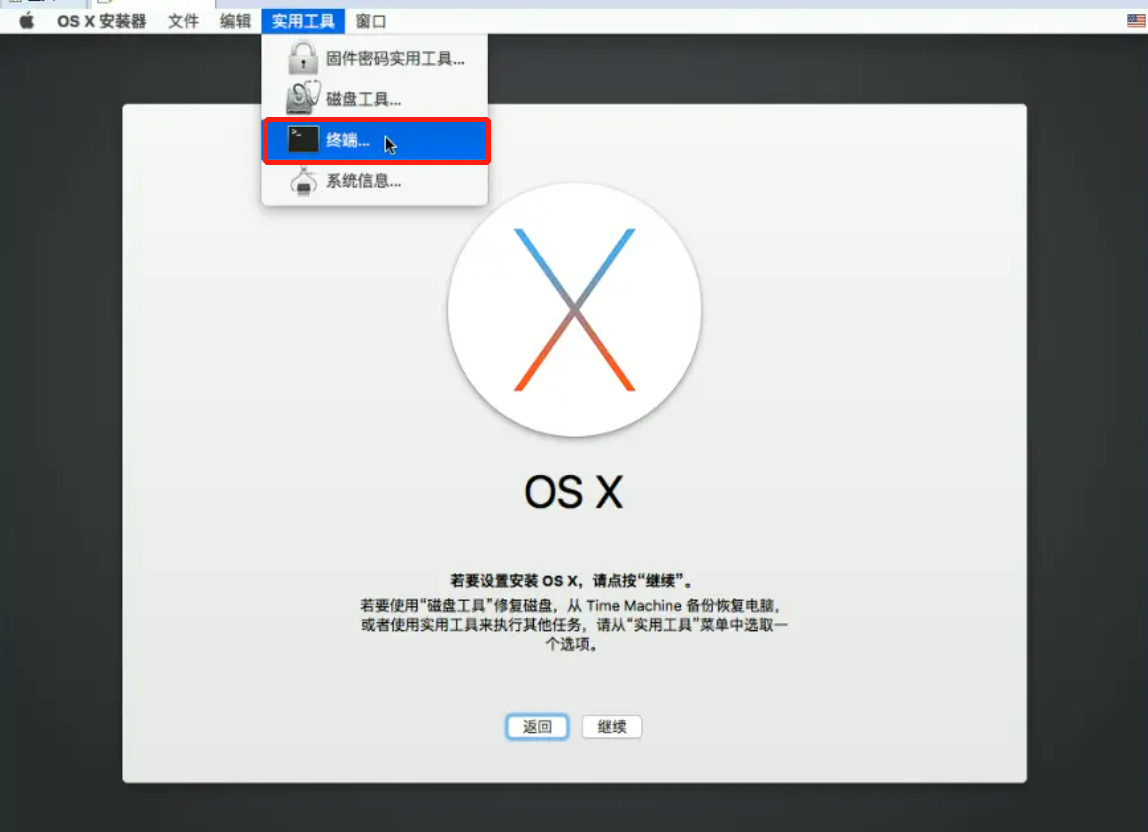 OS X 安装器 文件 编辑 实用工具 窗口
固件密码实用工具...
磁盘工具...
终端...
系统信息...
OS X
若要设置安装 OS X，请点按“继续”。
若要使用“磁盘工具”修复磁盘，从 Time Machine 备份恢复电脑，
或者使用实用工具来执行其他任务，请从“实用工具”菜单中选取一
个选项。
返回 继续